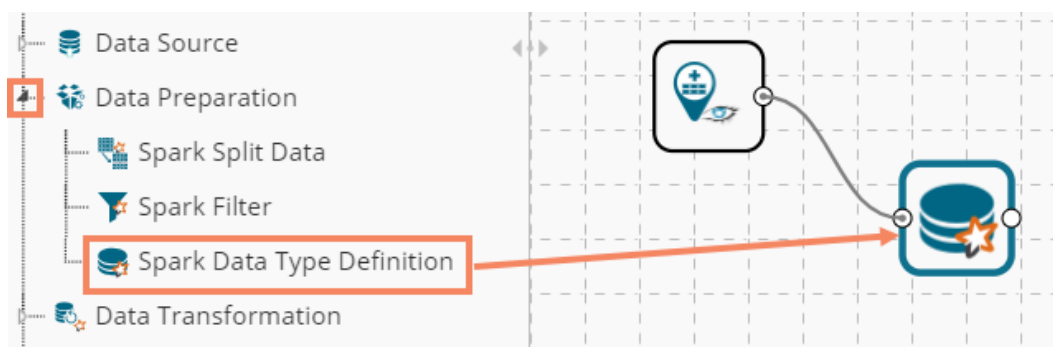 Data Source
Data Preparation
Spark Split Data
Spark Filter
Spark Data Type Definition
Data Transformation